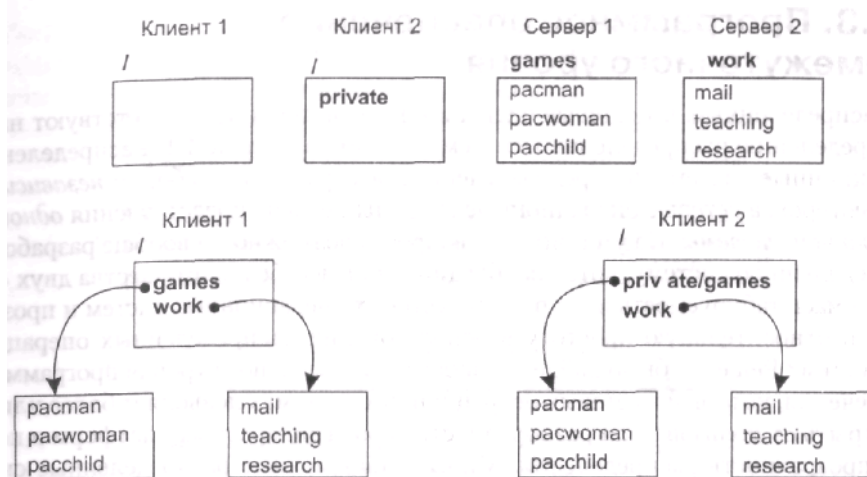 Клиент 1 Клиент 2 Сервер 1 Сервер 2
/ / games work
private
pacman mail
pacwoman teaching
pacchild research
Клиент 1 Клиент 2
/ /
games priv ate/games
work work
pacman mail pacman mail
pacwoman teaching pacwoman teaching
pacchild research pacchild research